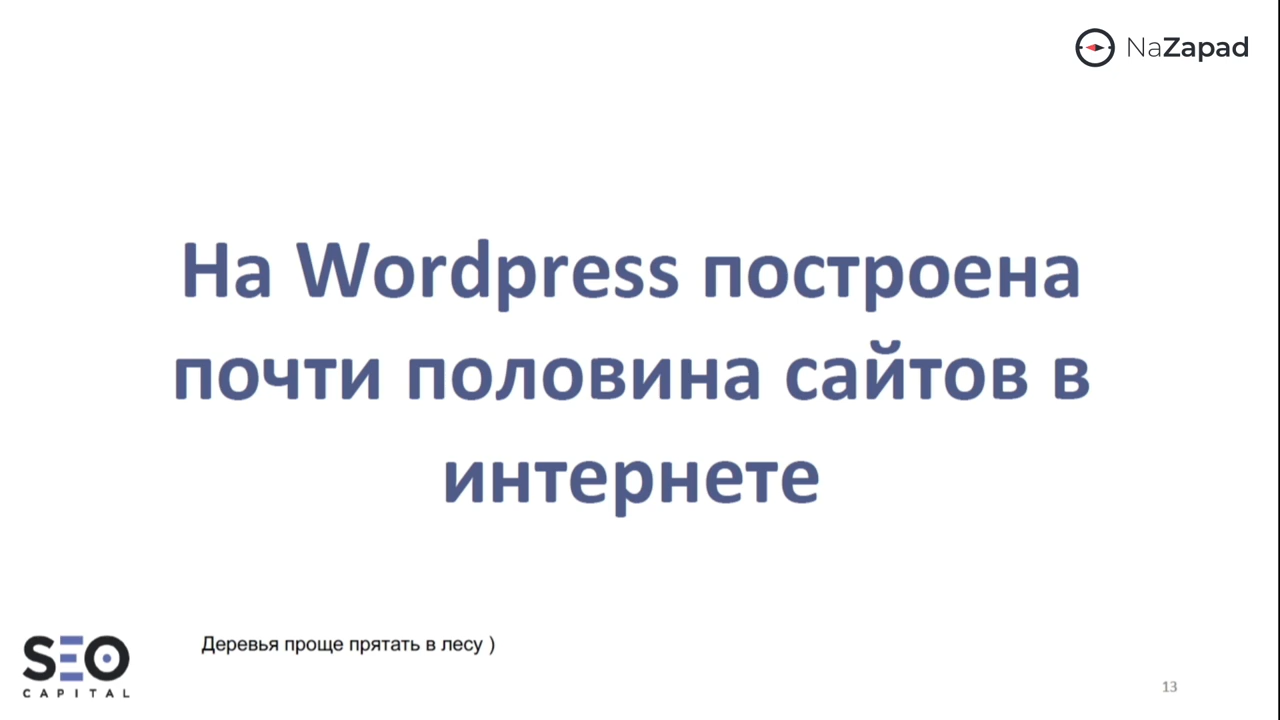 NaZapad
На Wordpress построена
почти половина сайтов в
интернете
Деревья проще прятать в лесу )
SEO
CAPITAL
13